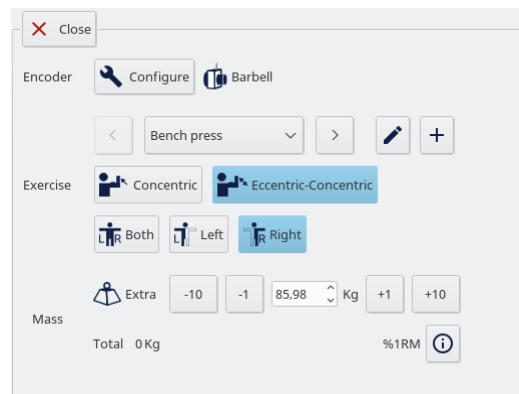 Close
Encoder Configure Barbell
< Bench press >  +
Exercise Concentric Eccentric-Concentric
L R Both L Left R Right
Extra -10 -1 85,98 Kg +1 +10
Mass
Total 0 Kg %1RM